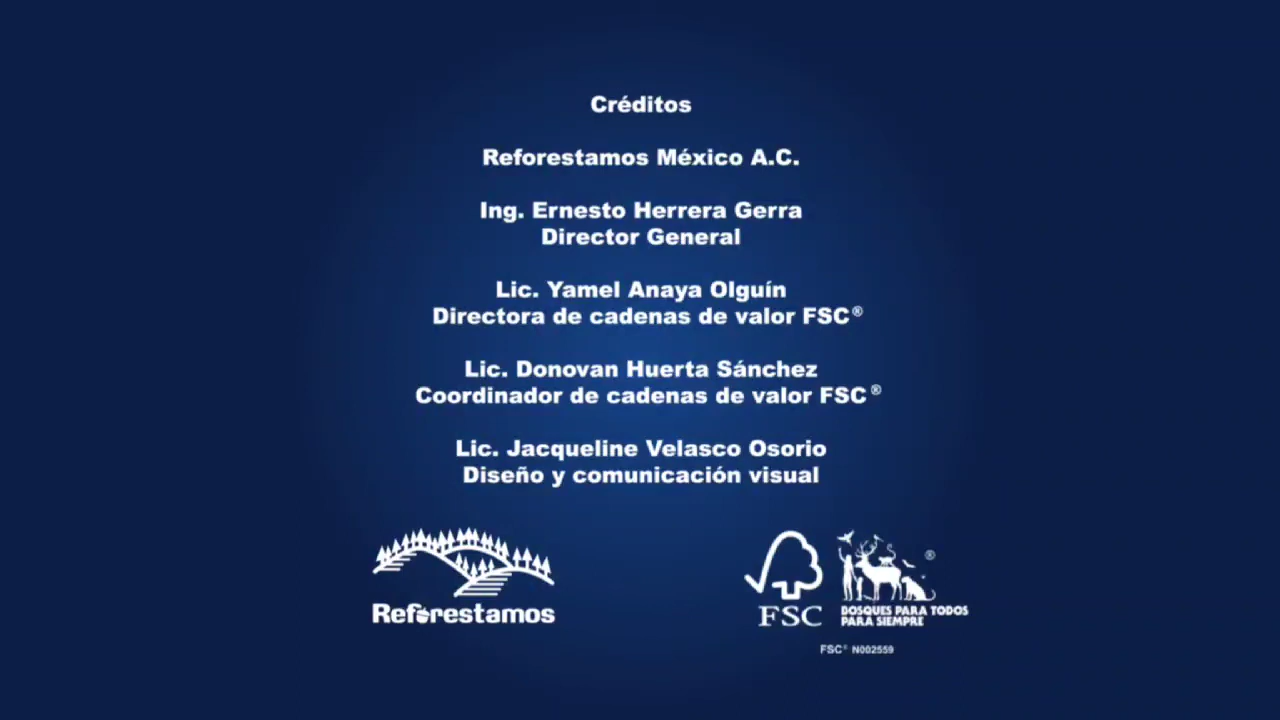 Créditos
Reforestamos México A.C.
Ing. Ernesto Herrera Gerra
Director General
Lic. Yamel Anaya Olguín
Directora de cadenas de valor FSC®
Lic. Donovan Huerta Sánchez
Coordinador de cadenas de valor FSC®
Lic. Jacqueline Velasco Osorio
Diseño y comunicación visual
Reforestamos
FSC
®
BOSQUES PARA TODOS
PARA SIEMPRE
FSC® N002559